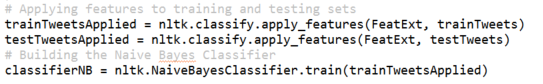 # Applying features to training and testing sets
trainTweetsApplied = nltk.classify.apply_features(FeatExt, trainTweets)
testTweetsApplied = nltk.classify.apply_features(FeatExt, testTweets)
# Building the Naive Bayes Classifier
classifierNB = nltk.NaiveBayesClassifier.train(trainTweetsApplied)